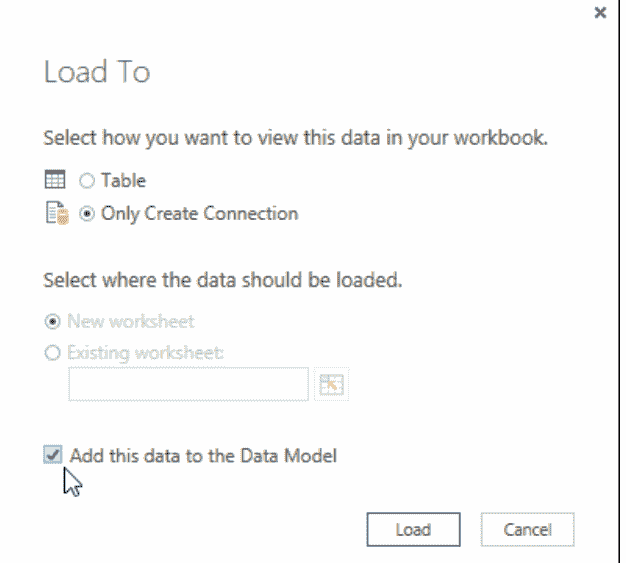 Load To
Select how you want to view this data in your workbook.
Table
Only Create Connection
Select where the data should be loaded.
New worksheet
Existing worksheet:
Add this data to the Data Model
Load
Cancel